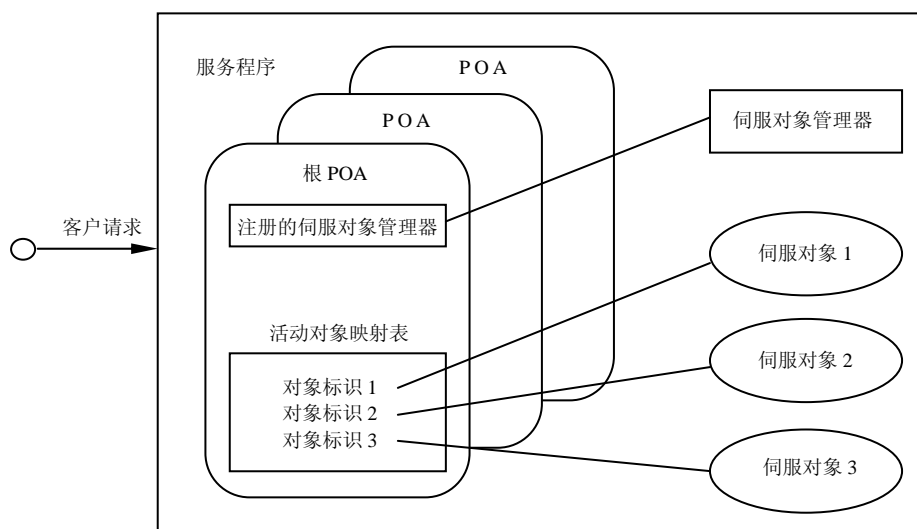 服务程序
P O A
P O A
根 POA
注册的伺服对象管理器
伺服对象管理器
客户请求
伺服对象 1
活动对象映射表
对象标识 1
对象标识 2
对象标识 3
伺服对象 2
伺服对象 3